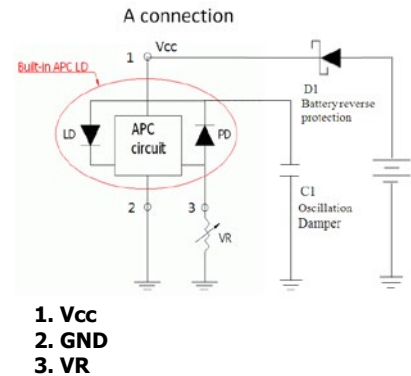 A connection
1
Vcc
Built-in APC LD
D1
Battery reverse
protection
LD
APC
circuit
PD
C1
Oscillation
Damper
2
3
VR
1. Vcc
2. GND
3. VR